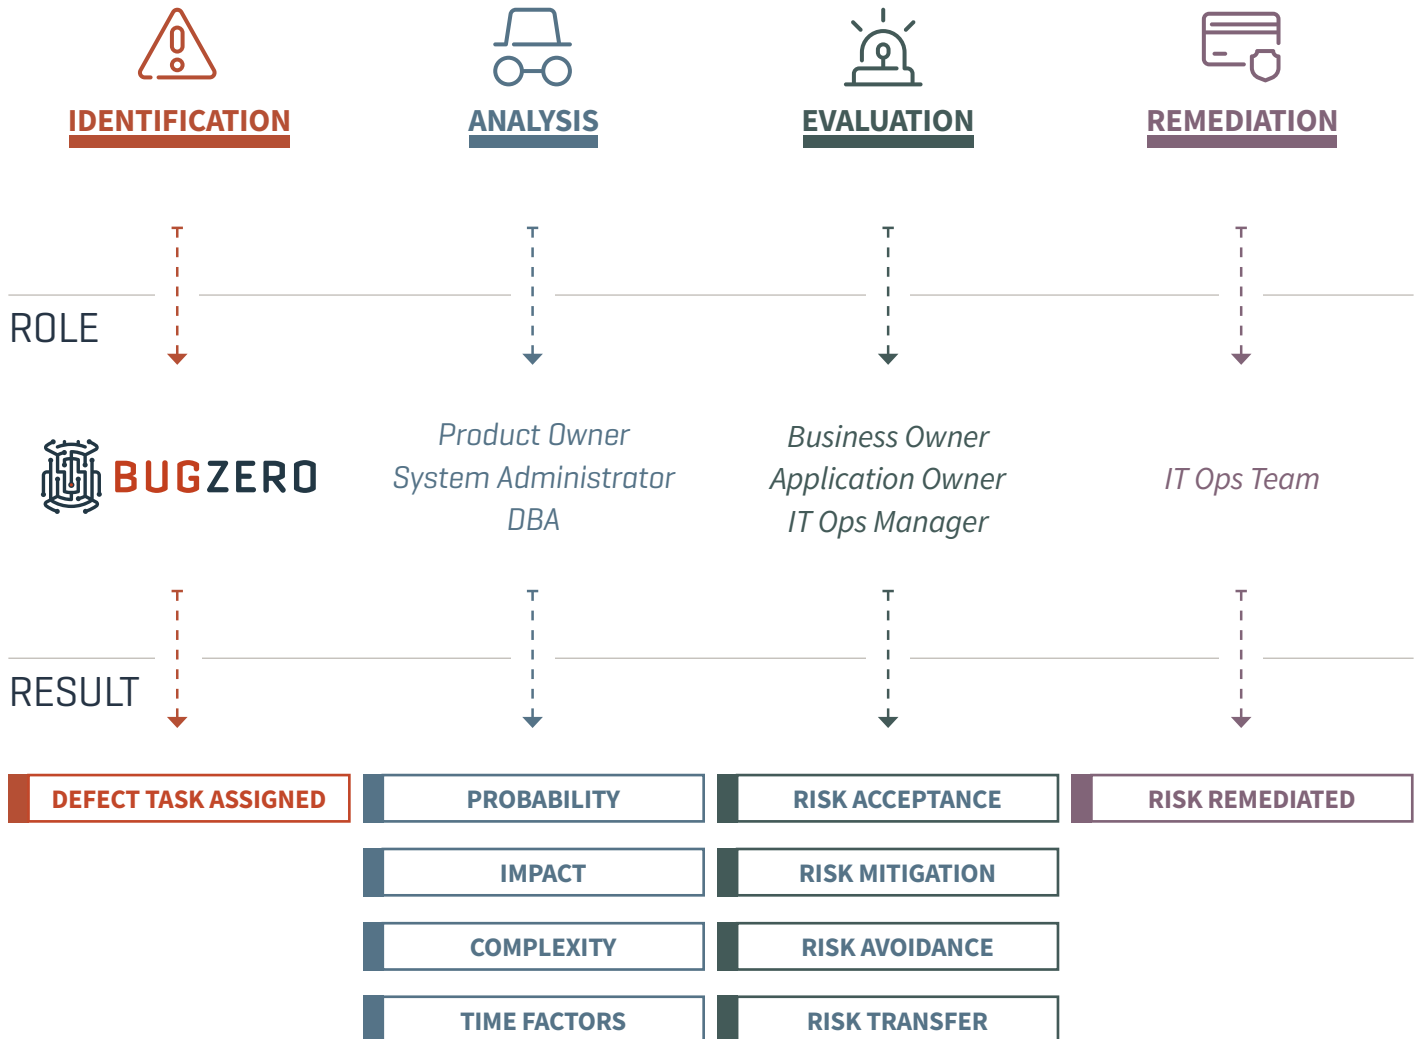 IDENTIFICATION
ANALYSIS
EVALUATION
REMEDIATION
ROLE
BUGZERO
Product Owner
System Administrator
DBA
Business Owner
Application Owner
IT Ops Manager
IT Ops Team
RESULT
DEFECT TASK ASSIGNED
PROBABILITY
IMPACT
COMPLEXITY
TIME FACTORS
RISK ACCEPTANCE
RISK MITIGATION
RISK AVOIDANCE
RISK TRANSFER
RISK REMEDIATED